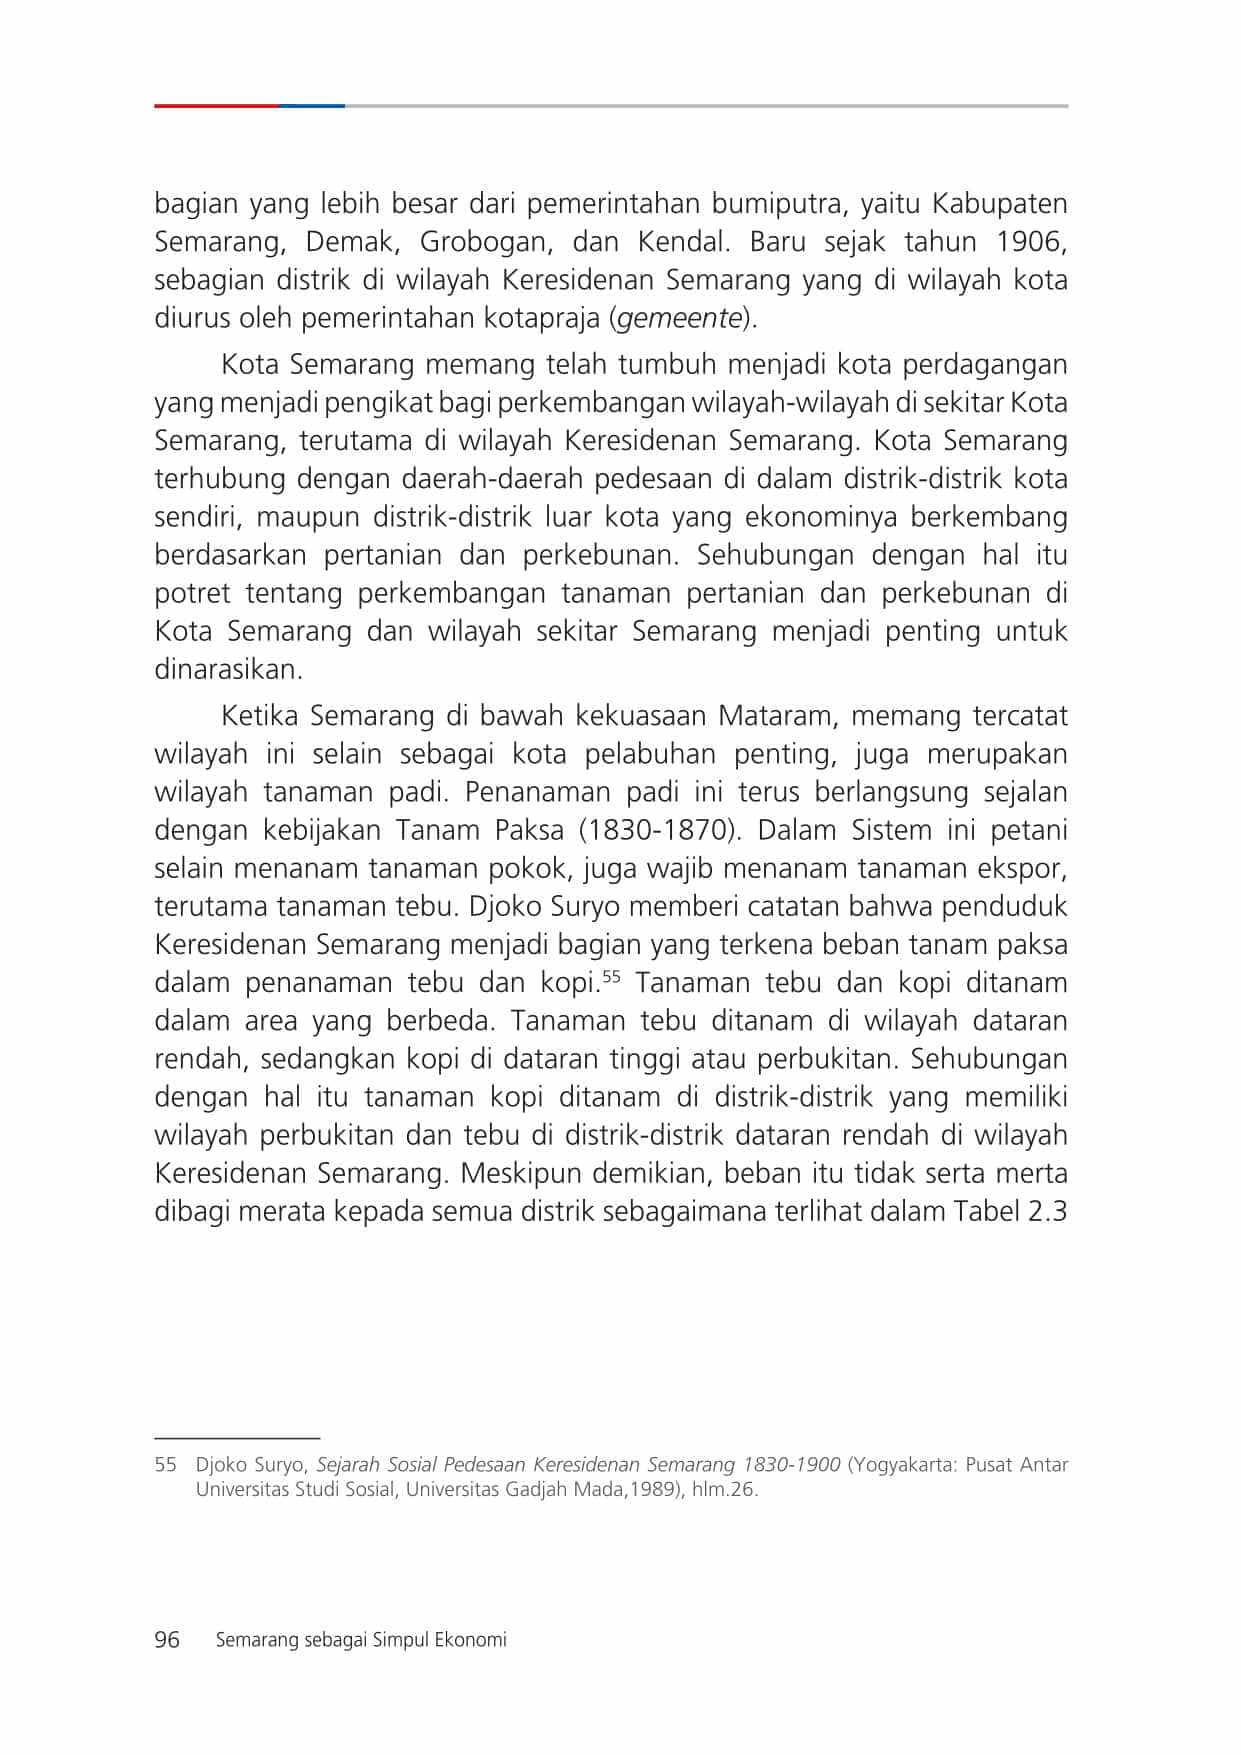 bagian yang lebih besar dari pemerintahan bumiputra, yaitu Kabupaten
Semarang, Demak, Grobogan, dan Kendal. Baru sejak tahun 1906,
sebagian distrik di wilayah Keresidenan Semarang yang di wilayah kota
diurus oleh pemerintahan kotapraja (gemeente).
Kota Semarang memang telah tumbuh menjadi kota perdagangan
yang menjadi pengikat bagi perkembangan wilayah-wilayah di sekitar Kota
Semarang, terutama di wilayah Keresidenan Semarang. Kota Semarang
terhubung dengan daerah-daerah pedesaan di dalam distrik-distrik kota
sendiri, maupun distrik-distrik luar kota yang ekonominya berkembang
berdasarkan pertanian dan perkebunan. Sehubungan dengan hal itu
potret tentang perkembangan tanaman pertanian dan perkebunan di
Kota Semarang dan wilayah sekitar Semarang menjadi penting untuk
dinarasikan.
Ketika Semarang di bawah kekuasaan Mataram, memang tercatat
wilayah ini selain sebagai kota pelabuhan penting, juga merupakan
wilayah tanaman padi. Penanaman padi ini terus berlangsung sejalan
dengan kebijakan Tanam Paksa (1830-1870). Dalam Sistem ini petani
selain menanam tanaman pokok, juga wajib menanam tanaman ekspor,
terutama tanaman tebu. Djoko Suryo memberi catatan bahwa penduduk
Keresidenan Semarang menjadi bagian yang terkena beban tanam paksa
dalam penanaman tebu dan kopi.55 Tanaman tebu dan kopi ditanam
dalam area yang berbeda. Tanaman tebu ditanam di wilayah dataran
rendah, sedangkan kopi di dataran tinggi atau perbukitan. Sehubungan
dengan hal itu tanaman kopi ditanam di distrik-distrik yang memiliki
wilayah perbukitan dan tebu di distrik-distrik dataran rendah di wilayah
Keresidenan Semarang. Meskipun demikian, beban itu tidak serta merta
dibagi merata kepada semua distrik sebagaimana terlihat dalam Tabel 2.3
55 Djoko Suryo, Sejarah Sosial Pedesaan Keresidenan Semarang 1830-1900 (Yogyakarta: Pusat Antar
Universitas Studi Sosial, Universitas Gadjah Mada,1989), hlm.26.
96 Semarang sebagai Simpul Ekonomi